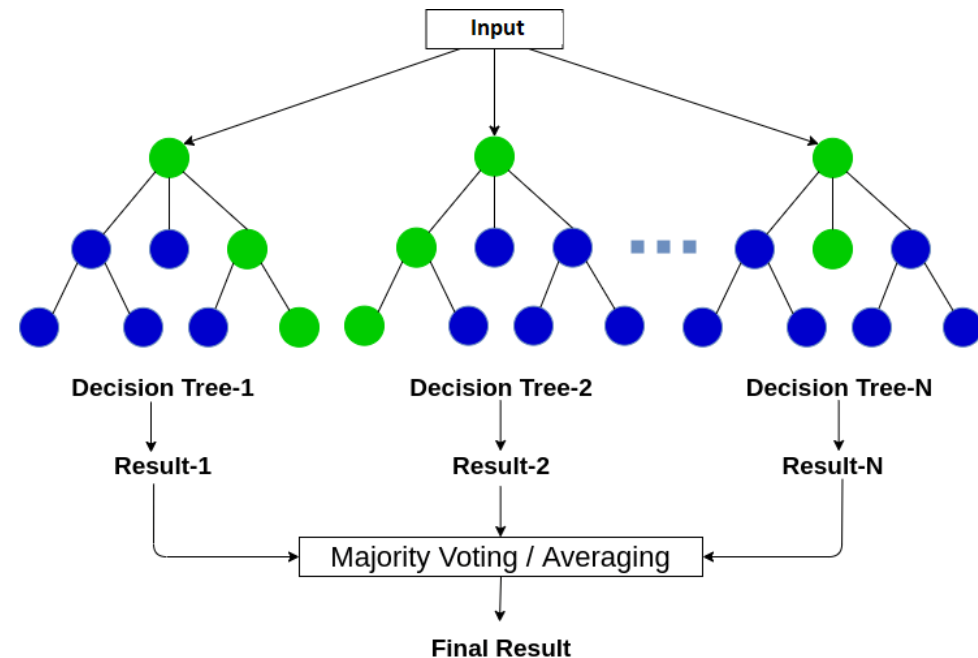 Input
Decision Tree-1
Decision Tree-2
Decision Tree-N
Result-1
Result-2
Result-N
Majority Voting / Averaging
Final Result